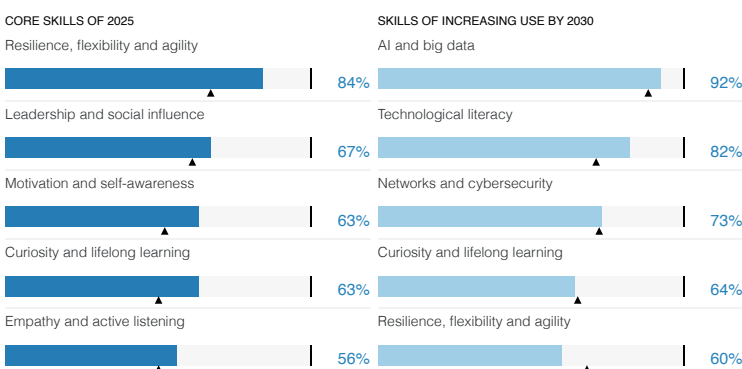 CORE SKILLS OF 2025
Resilience, flexibility and agility
84%
Leadership and social influence
67%
Motivation and self-awareness
63%
Curiosity and lifelong learning
63%
Empathy and active listening
56%
SKILLS OF INCREASING USE BY 2030
AI and big data
92%
Technological literacy
82%
Networks and cybersecurity
73%
Curiosity and lifelong learning
64%
Resilience, flexibility and agility
60%